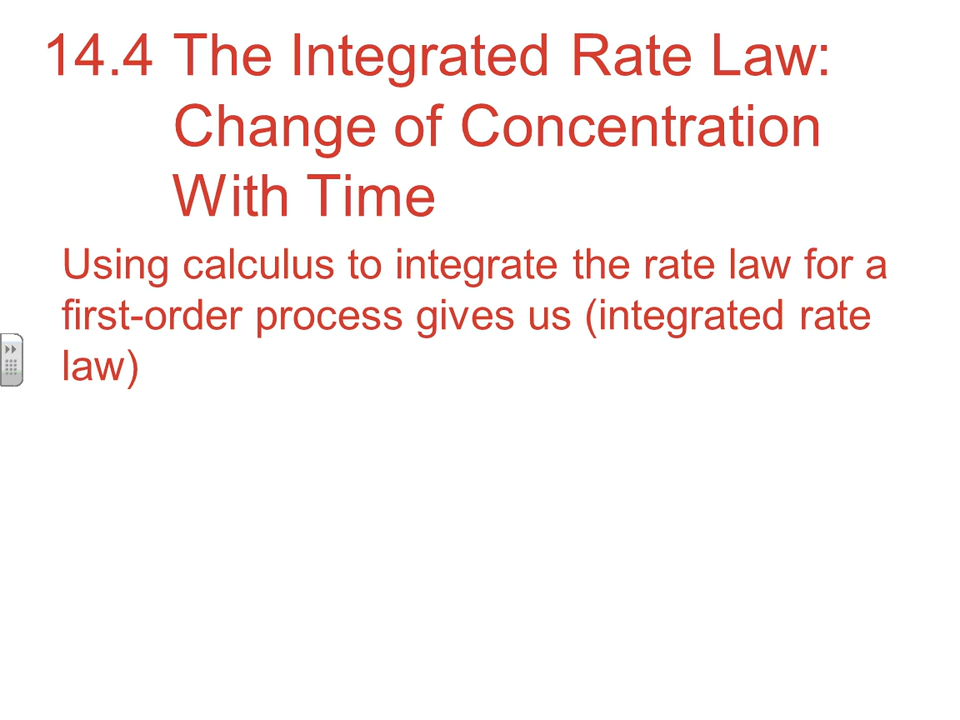 14.4 The Integrated Rate Law:
Change of Concentration
With Time
Using calculus to integrate the rate law for a
first-order process gives us (integrated rate
law)